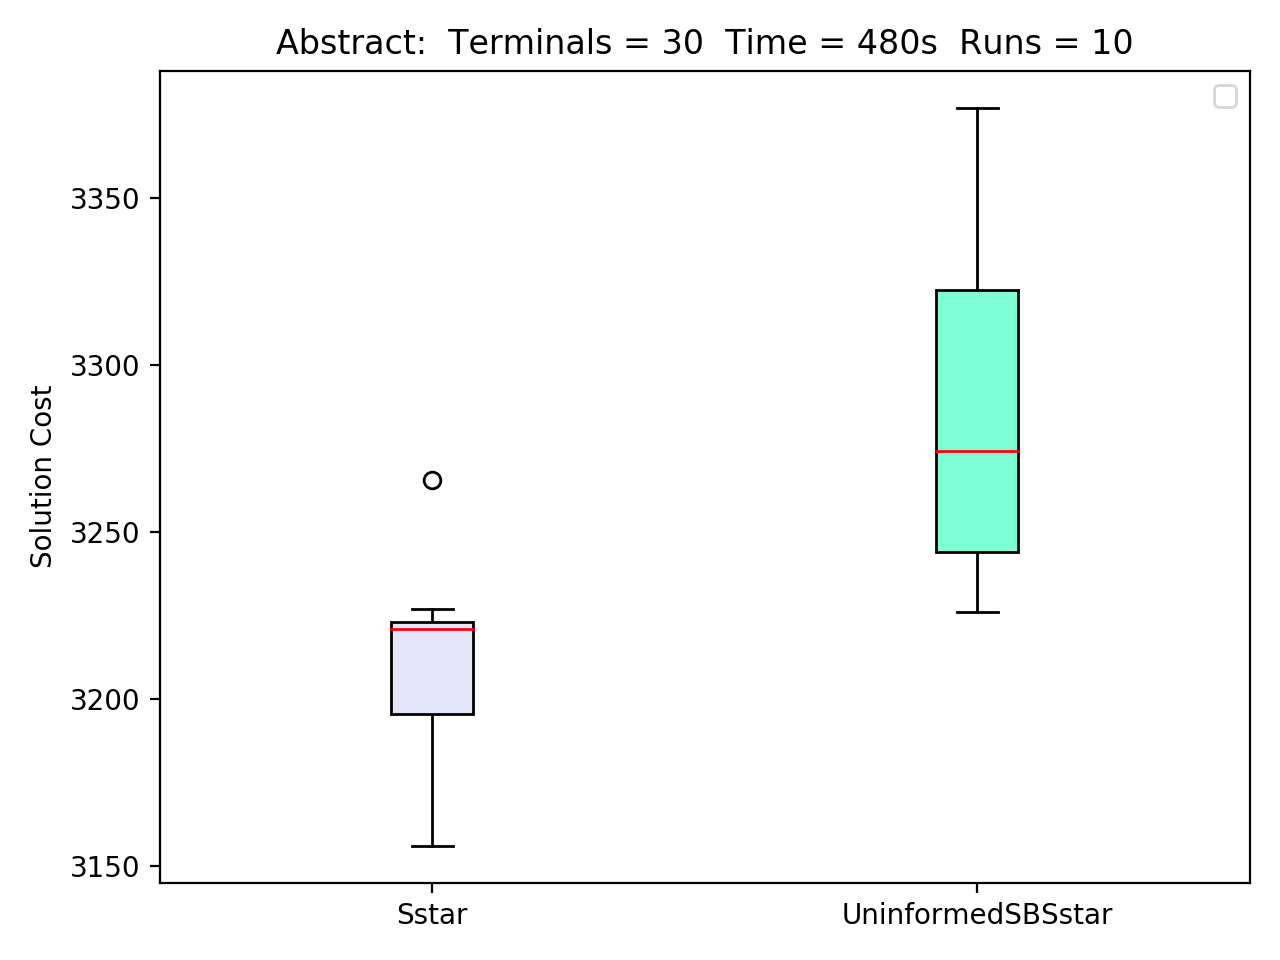 Abstract:  Terminals = 30  Time = 480s  Runs = 10
Solution Cost
3350
3300
3250
3200
3150
Sstar
UninformedSBSstar